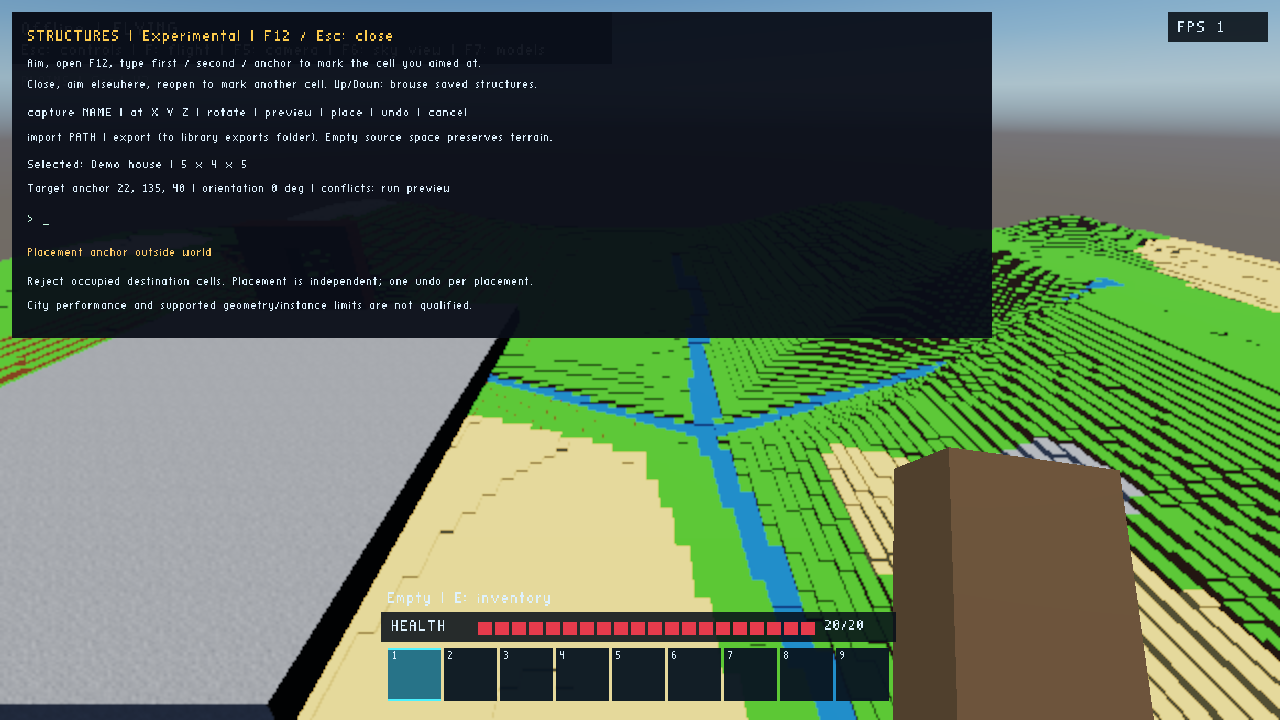 STRUCTURES | Experimental | F12 / Esc: close
FPS 1
Aim, open F12, type first / second / anchor to mark the cell you aimed at.
Close, aim elsewhere, reopen to mark another cell. Up/Down: browse saved structures.
capture NAME | at X Y Z | rotate | preview | place | undo | cancel
import PATH | export (to library exports folder). Empty source space preserves terrain.
Selected: Demo house | 5 x 4 x 5
Target anchor 22, 135, 40 | orientation 0 deg | conflicts: run preview
> _
Placement anchor outside world
Reject occupied destination cells. Placement is independent; one undo per placement.
City performance and supported geometry/instance limits are not qualified.
Empty | E: inventory
HEALTH 20/20
1 2 3 4 5 6 7 8 9